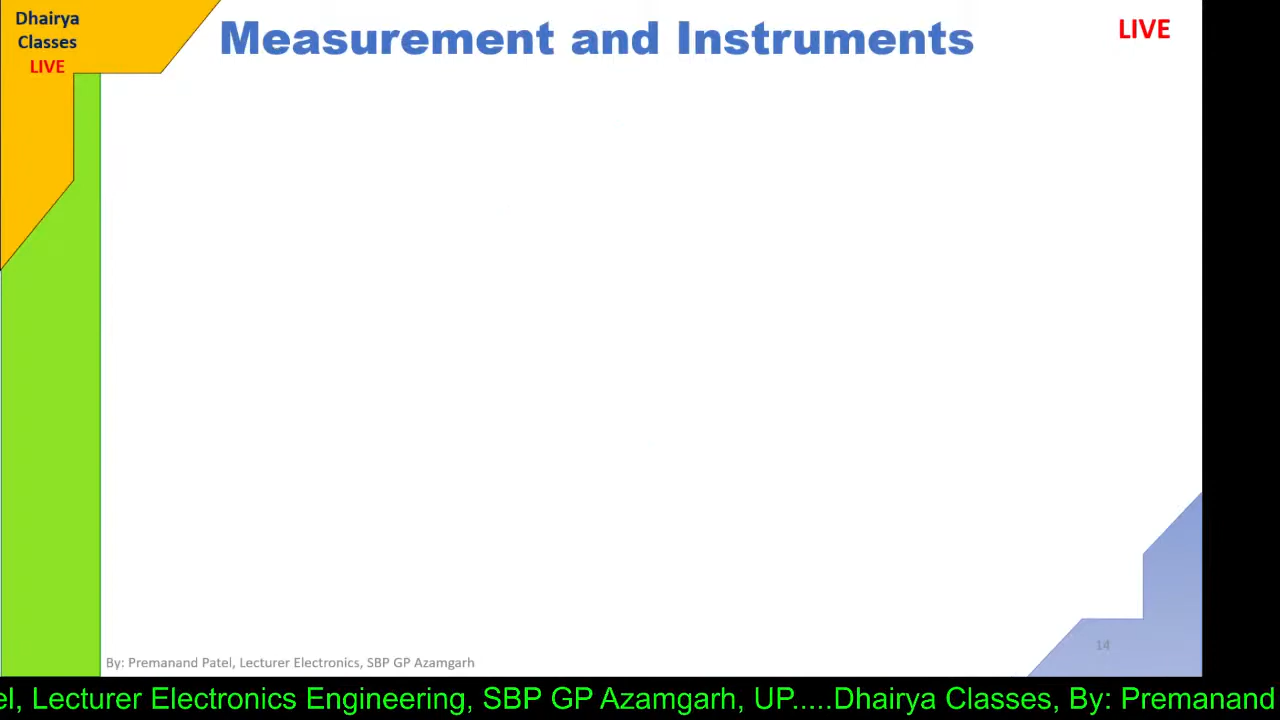 Dhairya
Classes
LIVE
Measurement and Instruments
LIVE
By: Premanand Patel, Lecturer Electronics, SBP GP Azamgarh
14
el, Lecturer Electronics Engineering, SBP GP Azamgarh, UP.....Dhairya Classes, By: Premanand